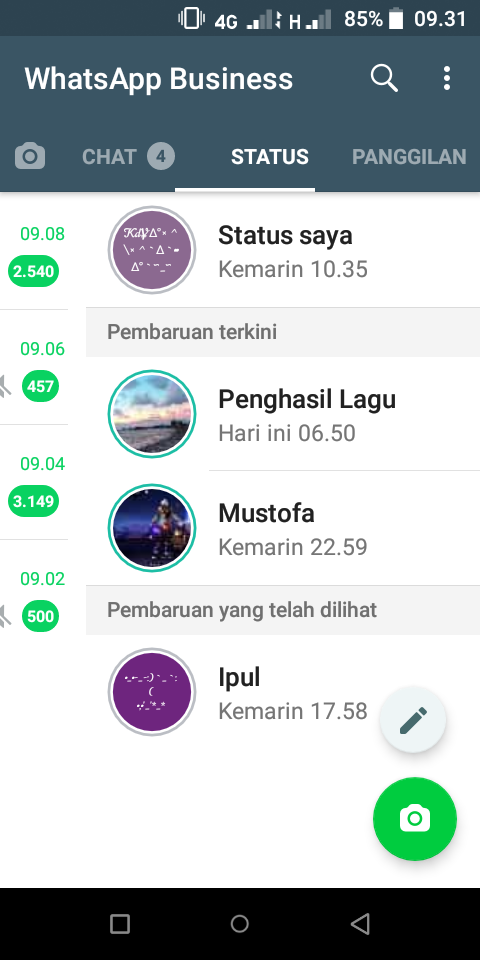 4G H 85% 09.31
WhatsApp Business
CHAT 4 STATUS PANGGILAN
09.08
2.540
09.06
457
09.04
3.149
09.02
500
Status saya
Kemarin 10.35
Pembaruan terkini
Penghasil Lagu
Hari ini 06.50
Mustofa
Kemarin 22.59
Pembaruan yang telah dilihat
Ipul
Kemarin 17.58